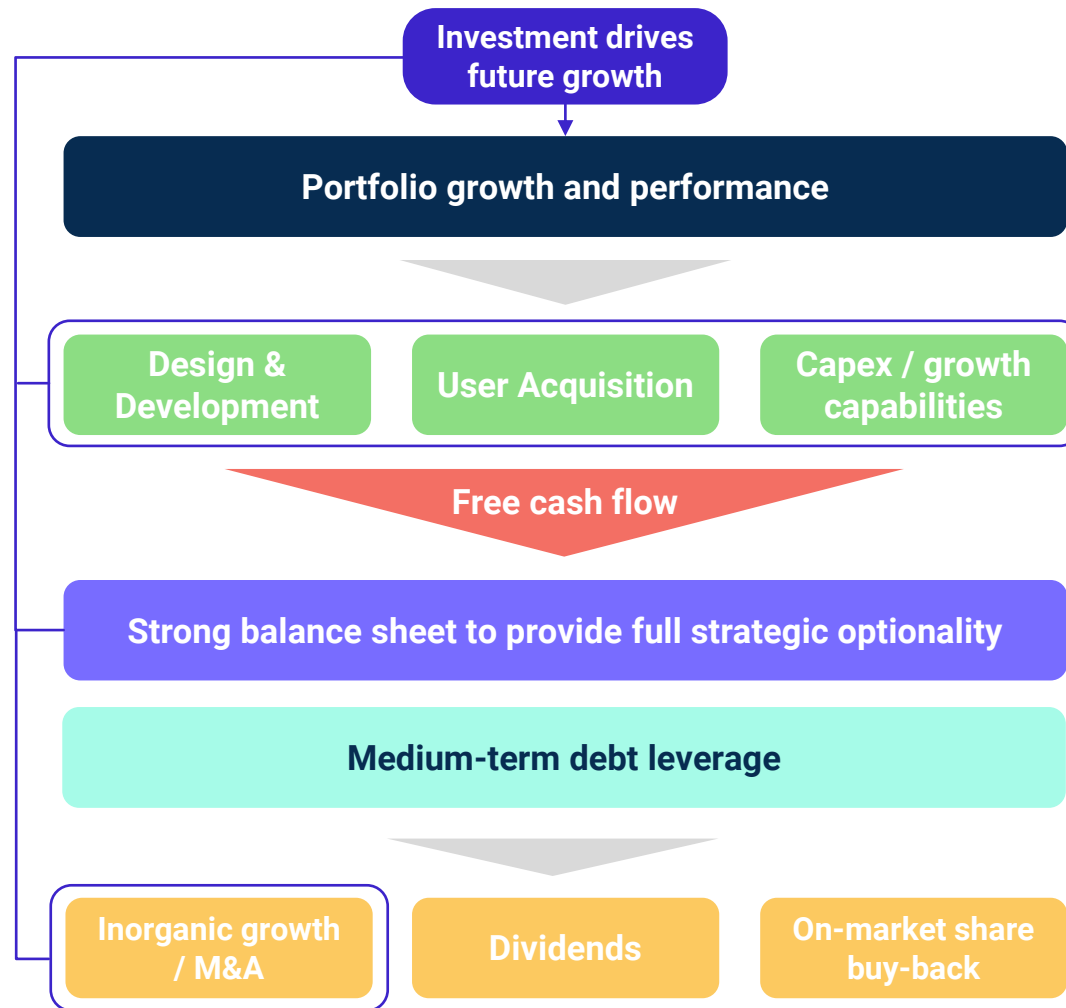 Investment drives
future growth
Portfolio growth and performance
Design &
Development
User Acquisition
Capex / growth
capabilities
Free cash flow
Strong balance sheet to provide full strategic optionality
Medium-term debt leverage
Inorganic growth
/ M&A
Dividends
On-market share
buy-back